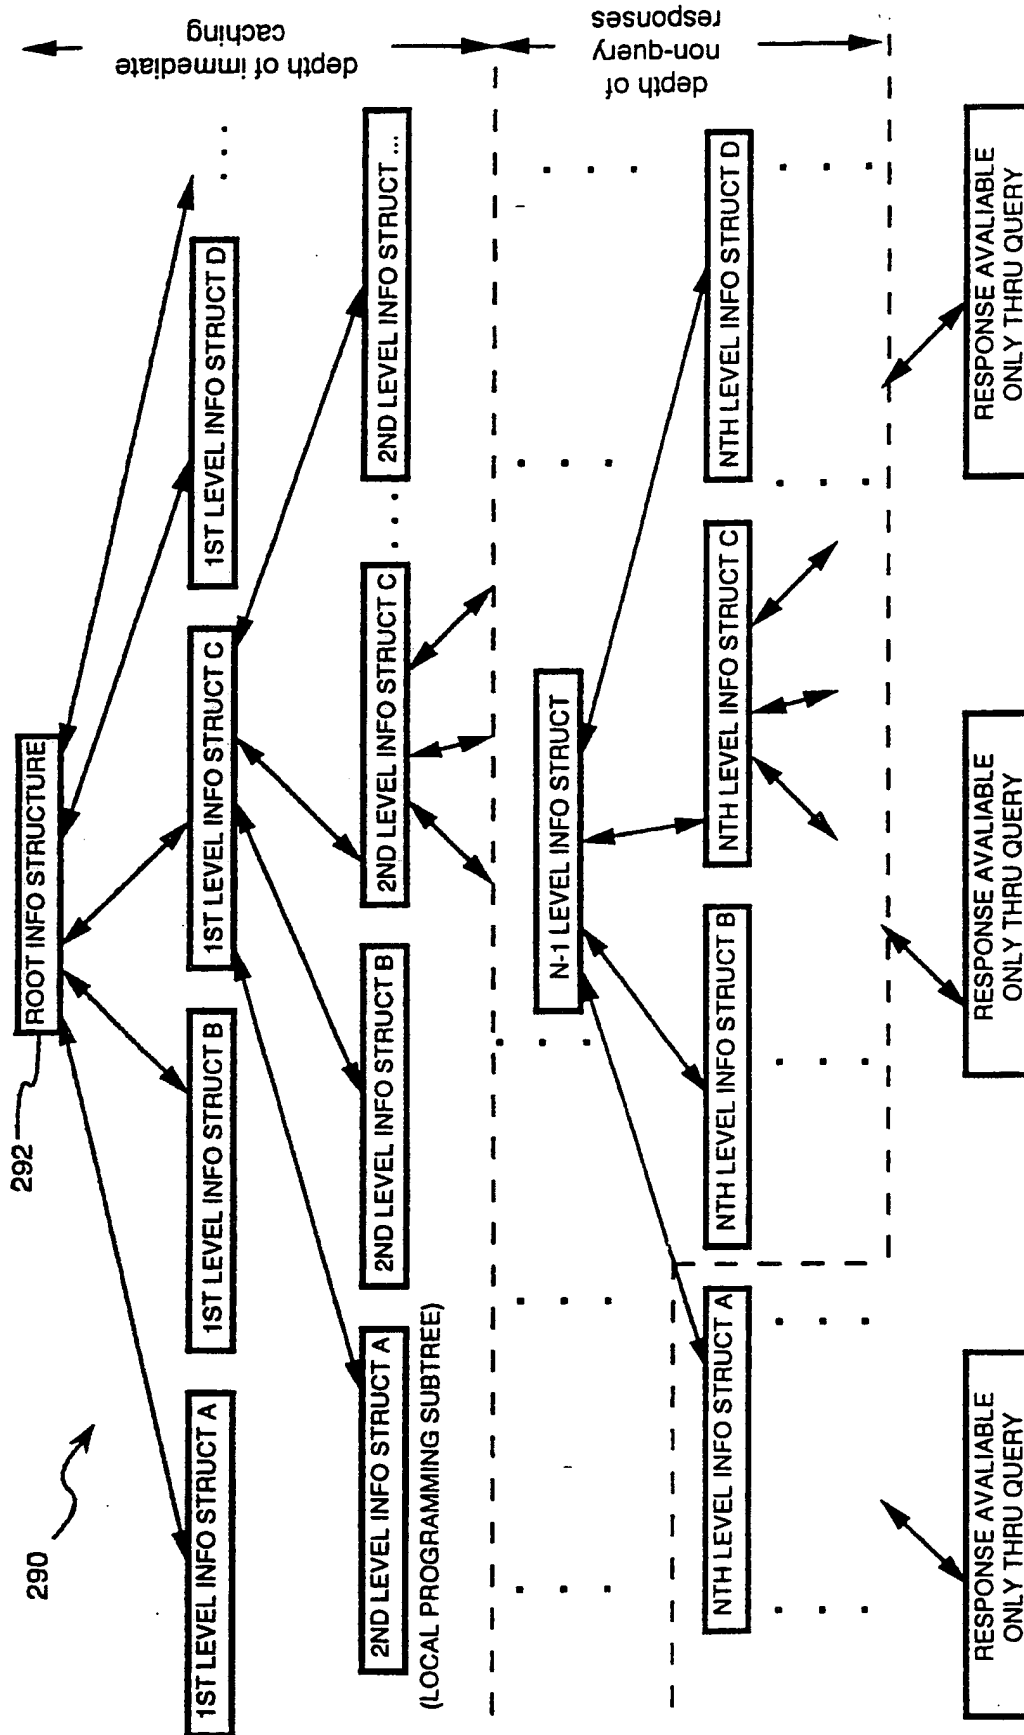 290
292
ROOT INFO STRUCTURE
1ST LEVEL INFO STRUCT A
1ST LEVEL INFO STRUCT B
1ST LEVEL INFO STRUCT C
1ST LEVEL INFO STRUCT D
. . .
depth of immediate
caching
2ND LEVEL INFO STRUCT A
(LOCAL PROGRAMMING SUBTREE)
2ND LEVEL INFO STRUCT B
2ND LEVEL INFO STRUCT C
. . .
2ND LEVEL INFO STRUCT ...
N-1 LEVEL INFO STRUCT
depth of
non-query
responses
NTH LEVEL INFO STRUCT A
NTH LEVEL INFO STRUCT B
NTH LEVEL INFO STRUCT C
NTH LEVEL INFO STRUCT D
RESPONSE AVALIABLE
ONLY THRU QUERY
RESPONSE AVALIABLE
ONLY THRU QUERY
RESPONSE AVALIABLE
ONLY THRU QUERY